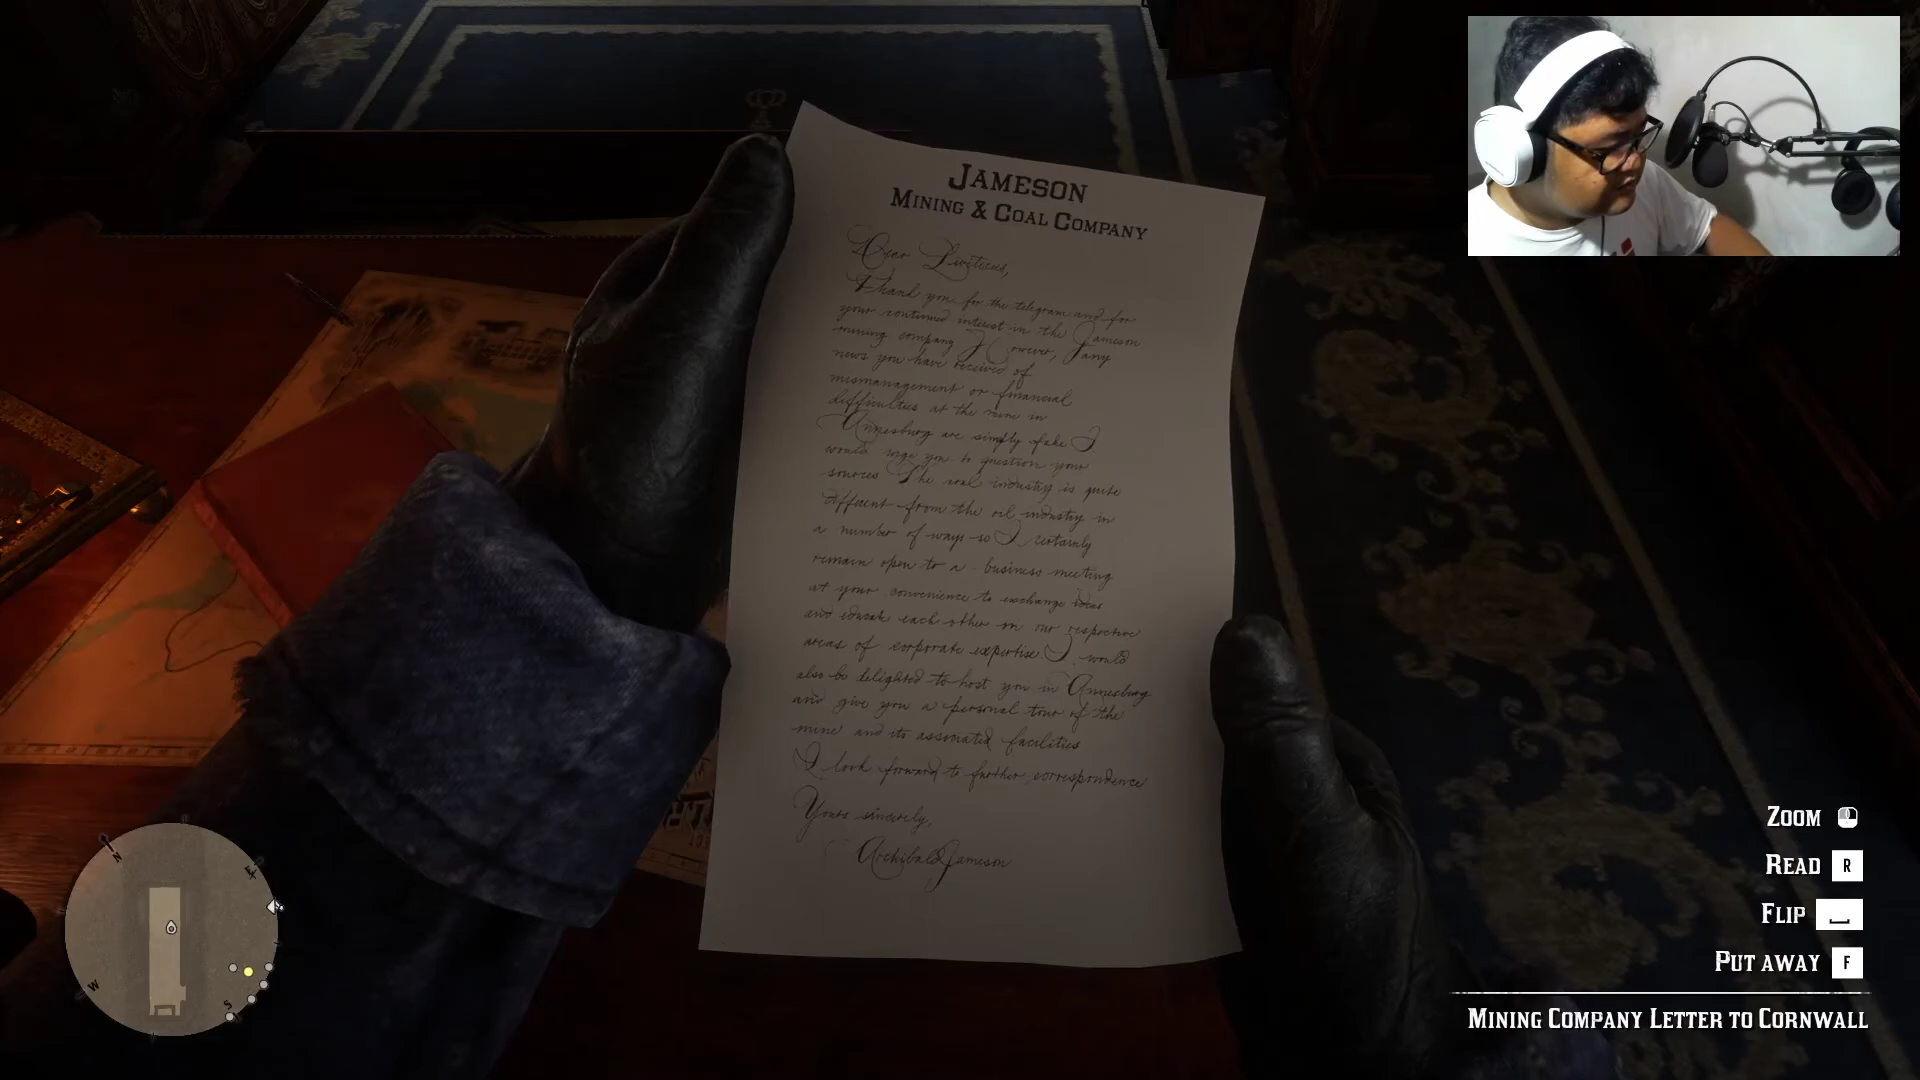 JAMESON
MINING & COAL COMPANY
Dear Leviticus,
Thank you for the telegram and for
your continued interest in the Jameson
mining company However, if any
news you have received of
mismanagement or financial
difficulties at the mine in
Annesburg are simply fake I
would urge you to question your
sources The coal industry is quite
different from the oil industry in
a number of ways so I certainly
remain open to a business meeting
at your convenience to exchange ideas
and educate each other on our respective
areas of corporate expertise I would
also be delighted to host you in Annesburg
and give you a personal tour of the
mine and its associated facilities
I look forward to further correspondence
Yours sincerely,
Archibald Jameson
N
E
W
S
ZOOM
READ R
FLIP
PUT AWAY F
MINING COMPANY LETTER TO CORNWALL